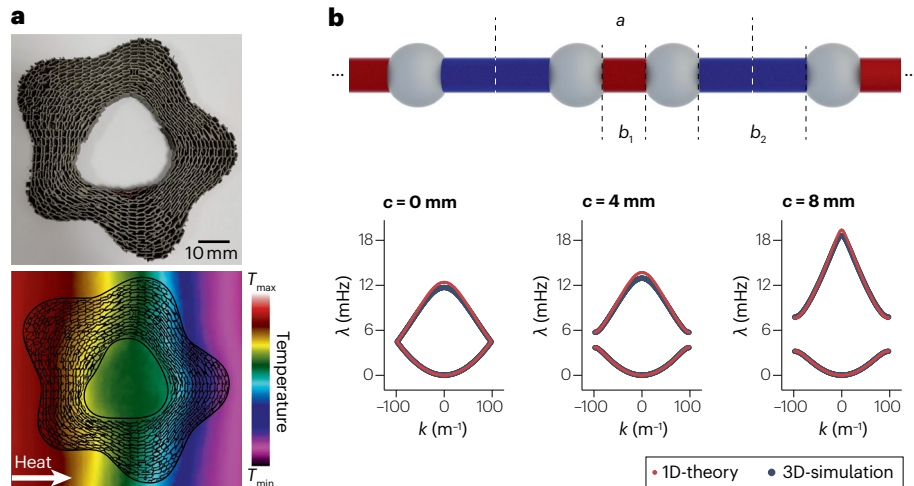 a
10 mm
T_max
Temperature
T_min
Heat
b
a
...
...
b₁
b₂
c = 0 mm
18
12
6
0
λ (mHz)
−100
0
100
k (m⁻¹)
c = 4 mm
18
12
6
0
λ (mHz)
−100
0
100
k (m⁻¹)
c = 8 mm
18
12
6
0
λ (mHz)
−100
0
100
k (m⁻¹)
1D-theory
3D-simulation